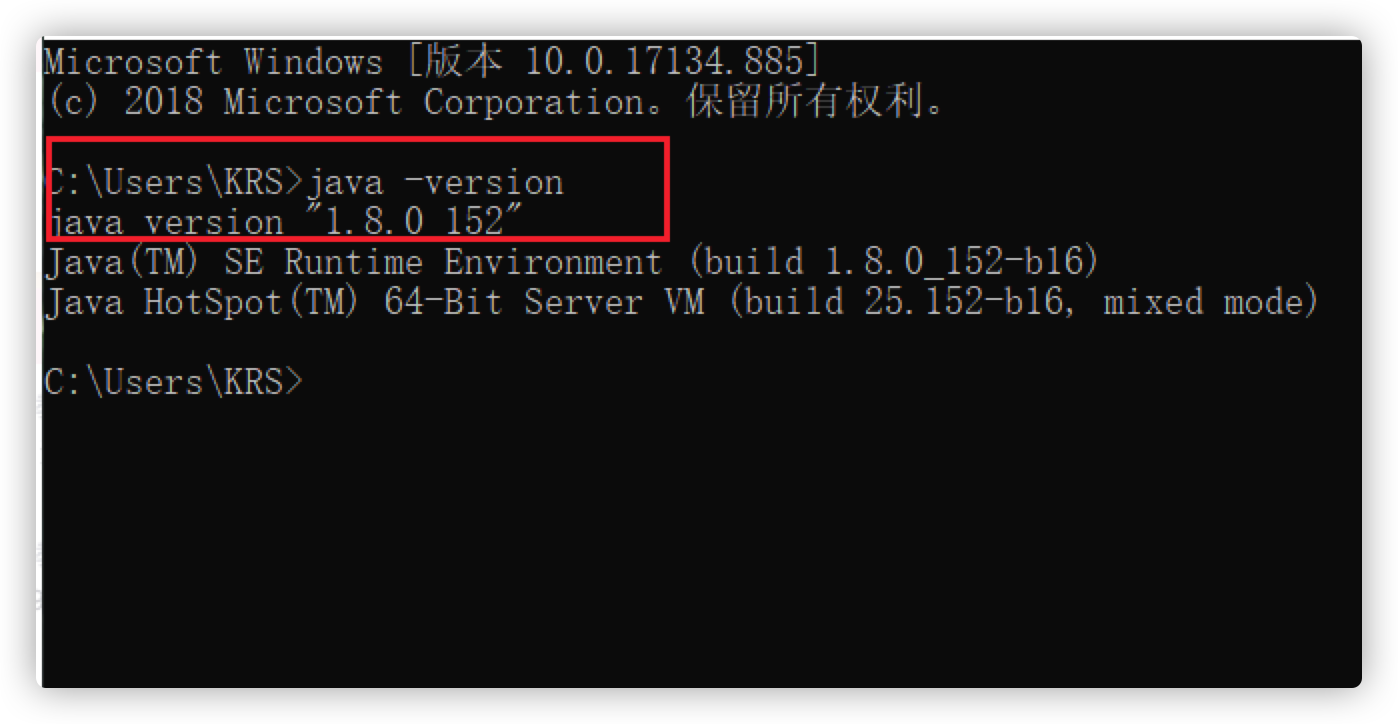 Microsoft Windows [版本 10.0.17134.885]
(c) 2018 Microsoft Corporation。保留所有权利。
C:\Users\KRS>java -version
java version "1.8.0_152"
Java(TM) SE Runtime Environment (build 1.8.0_152-b16)
Java HotSpot(TM) 64-Bit Server VM (build 25.152-b16, mixed mode)
C:\Users\KRS>